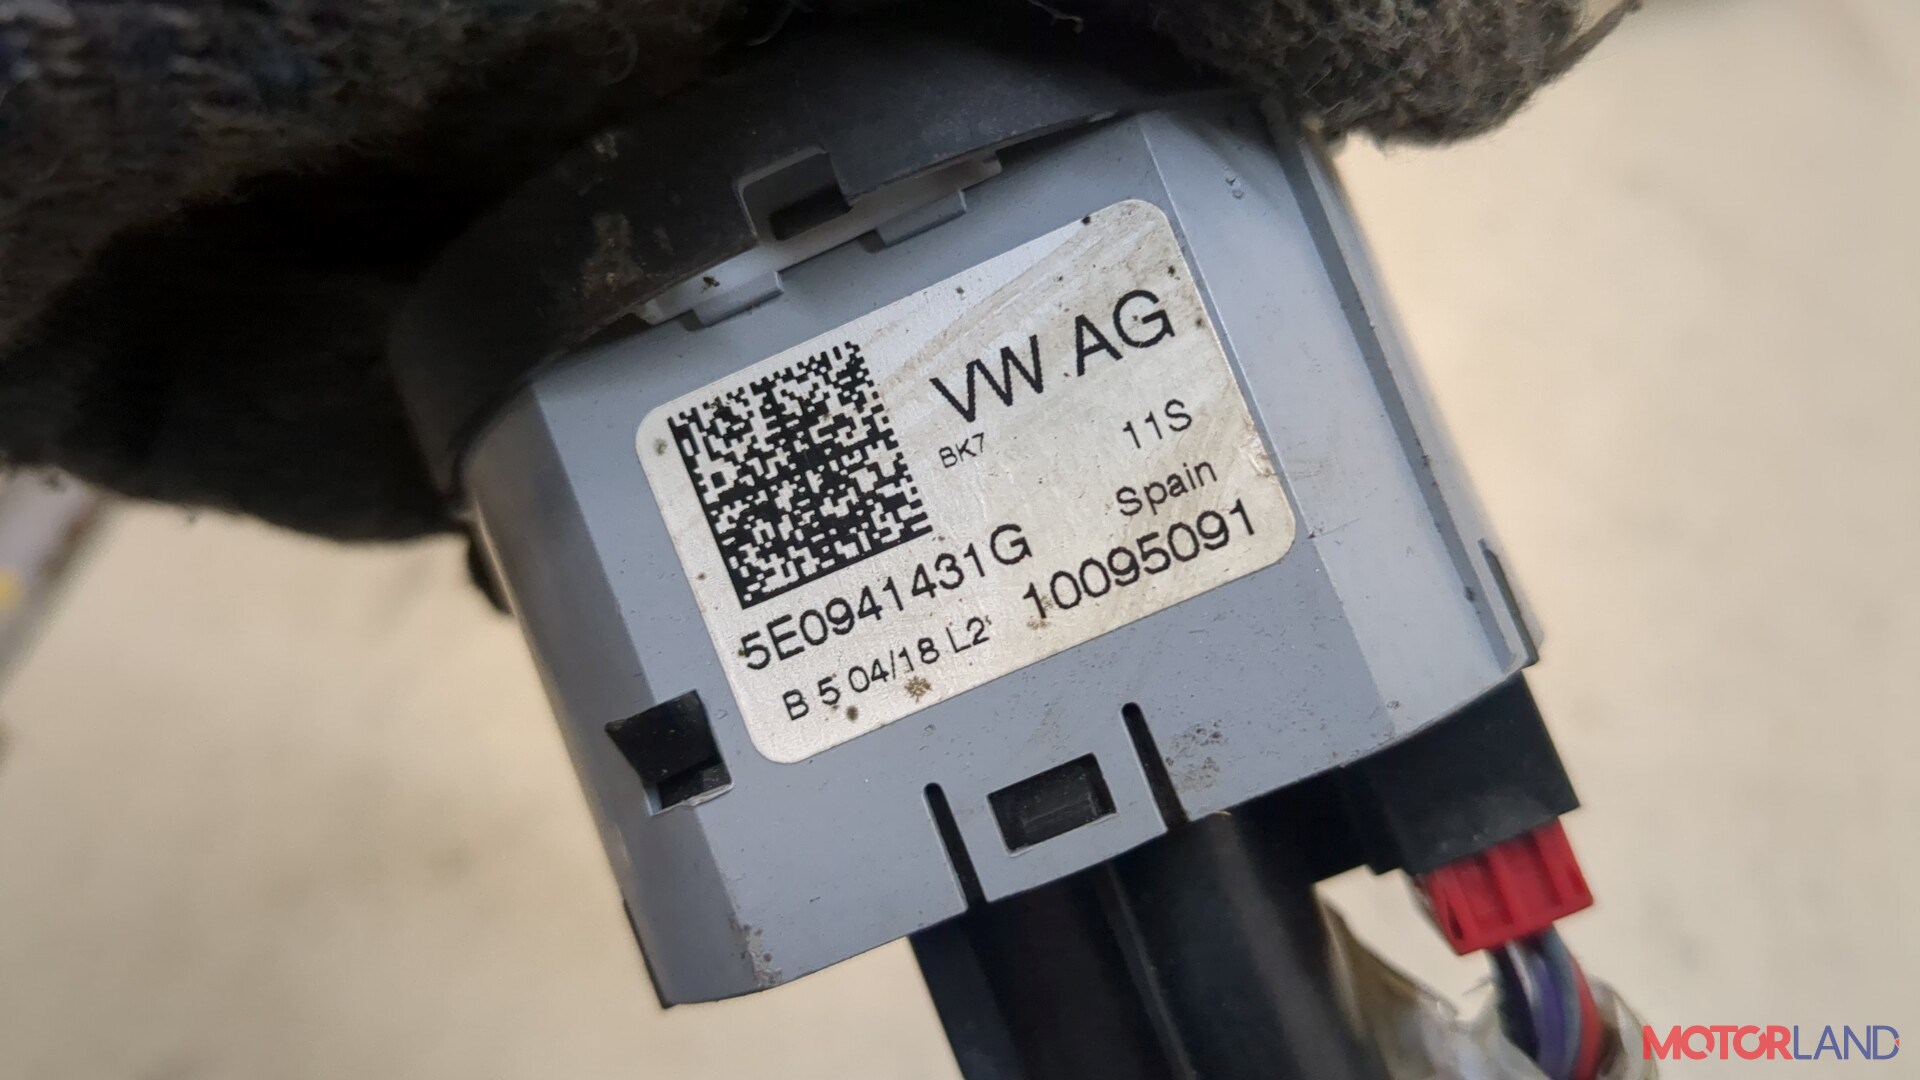 VW AG
BK7 11S
Spain
5E0941431G 10095091
B 5 04/18 L2
MOTORLAND